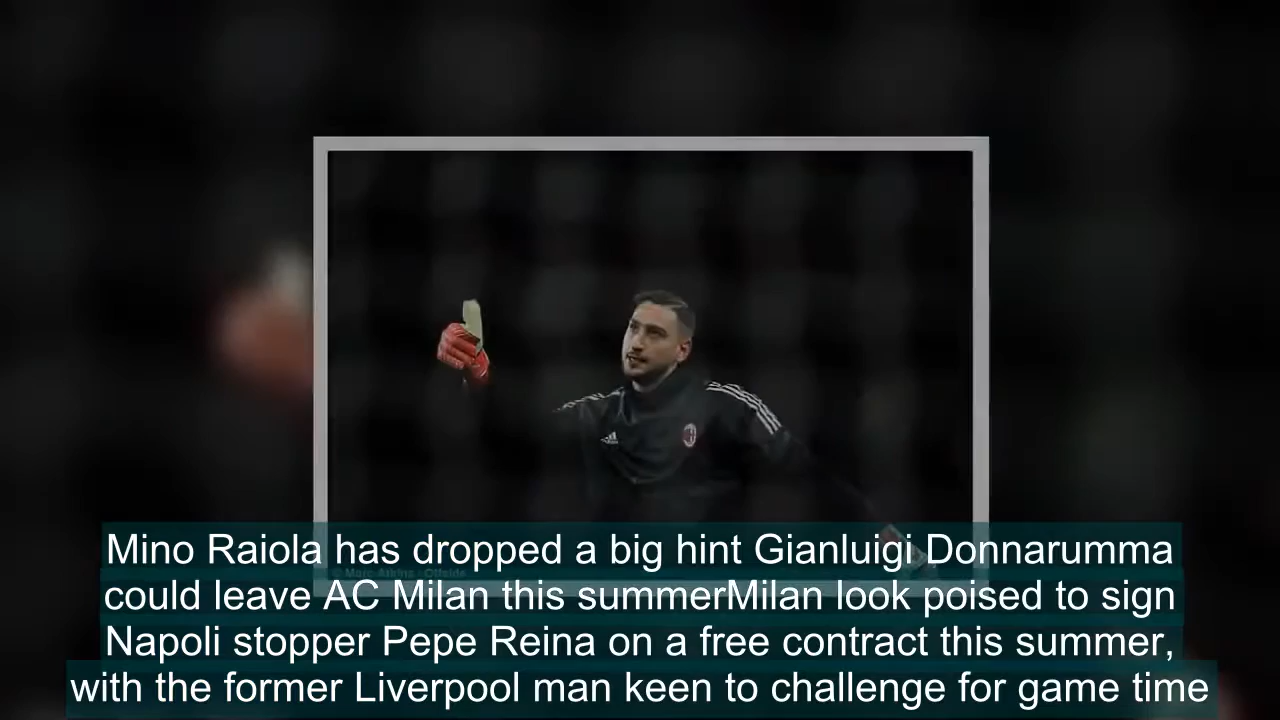 Mino Raiola has dropped a big hint Gianluigi Donnarumma
could leave AC Milan this summerMilan look poised to sign
Napoli stopper Pepe Reina on a free contract this summer,
with the former Liverpool man keen to challenge for game time